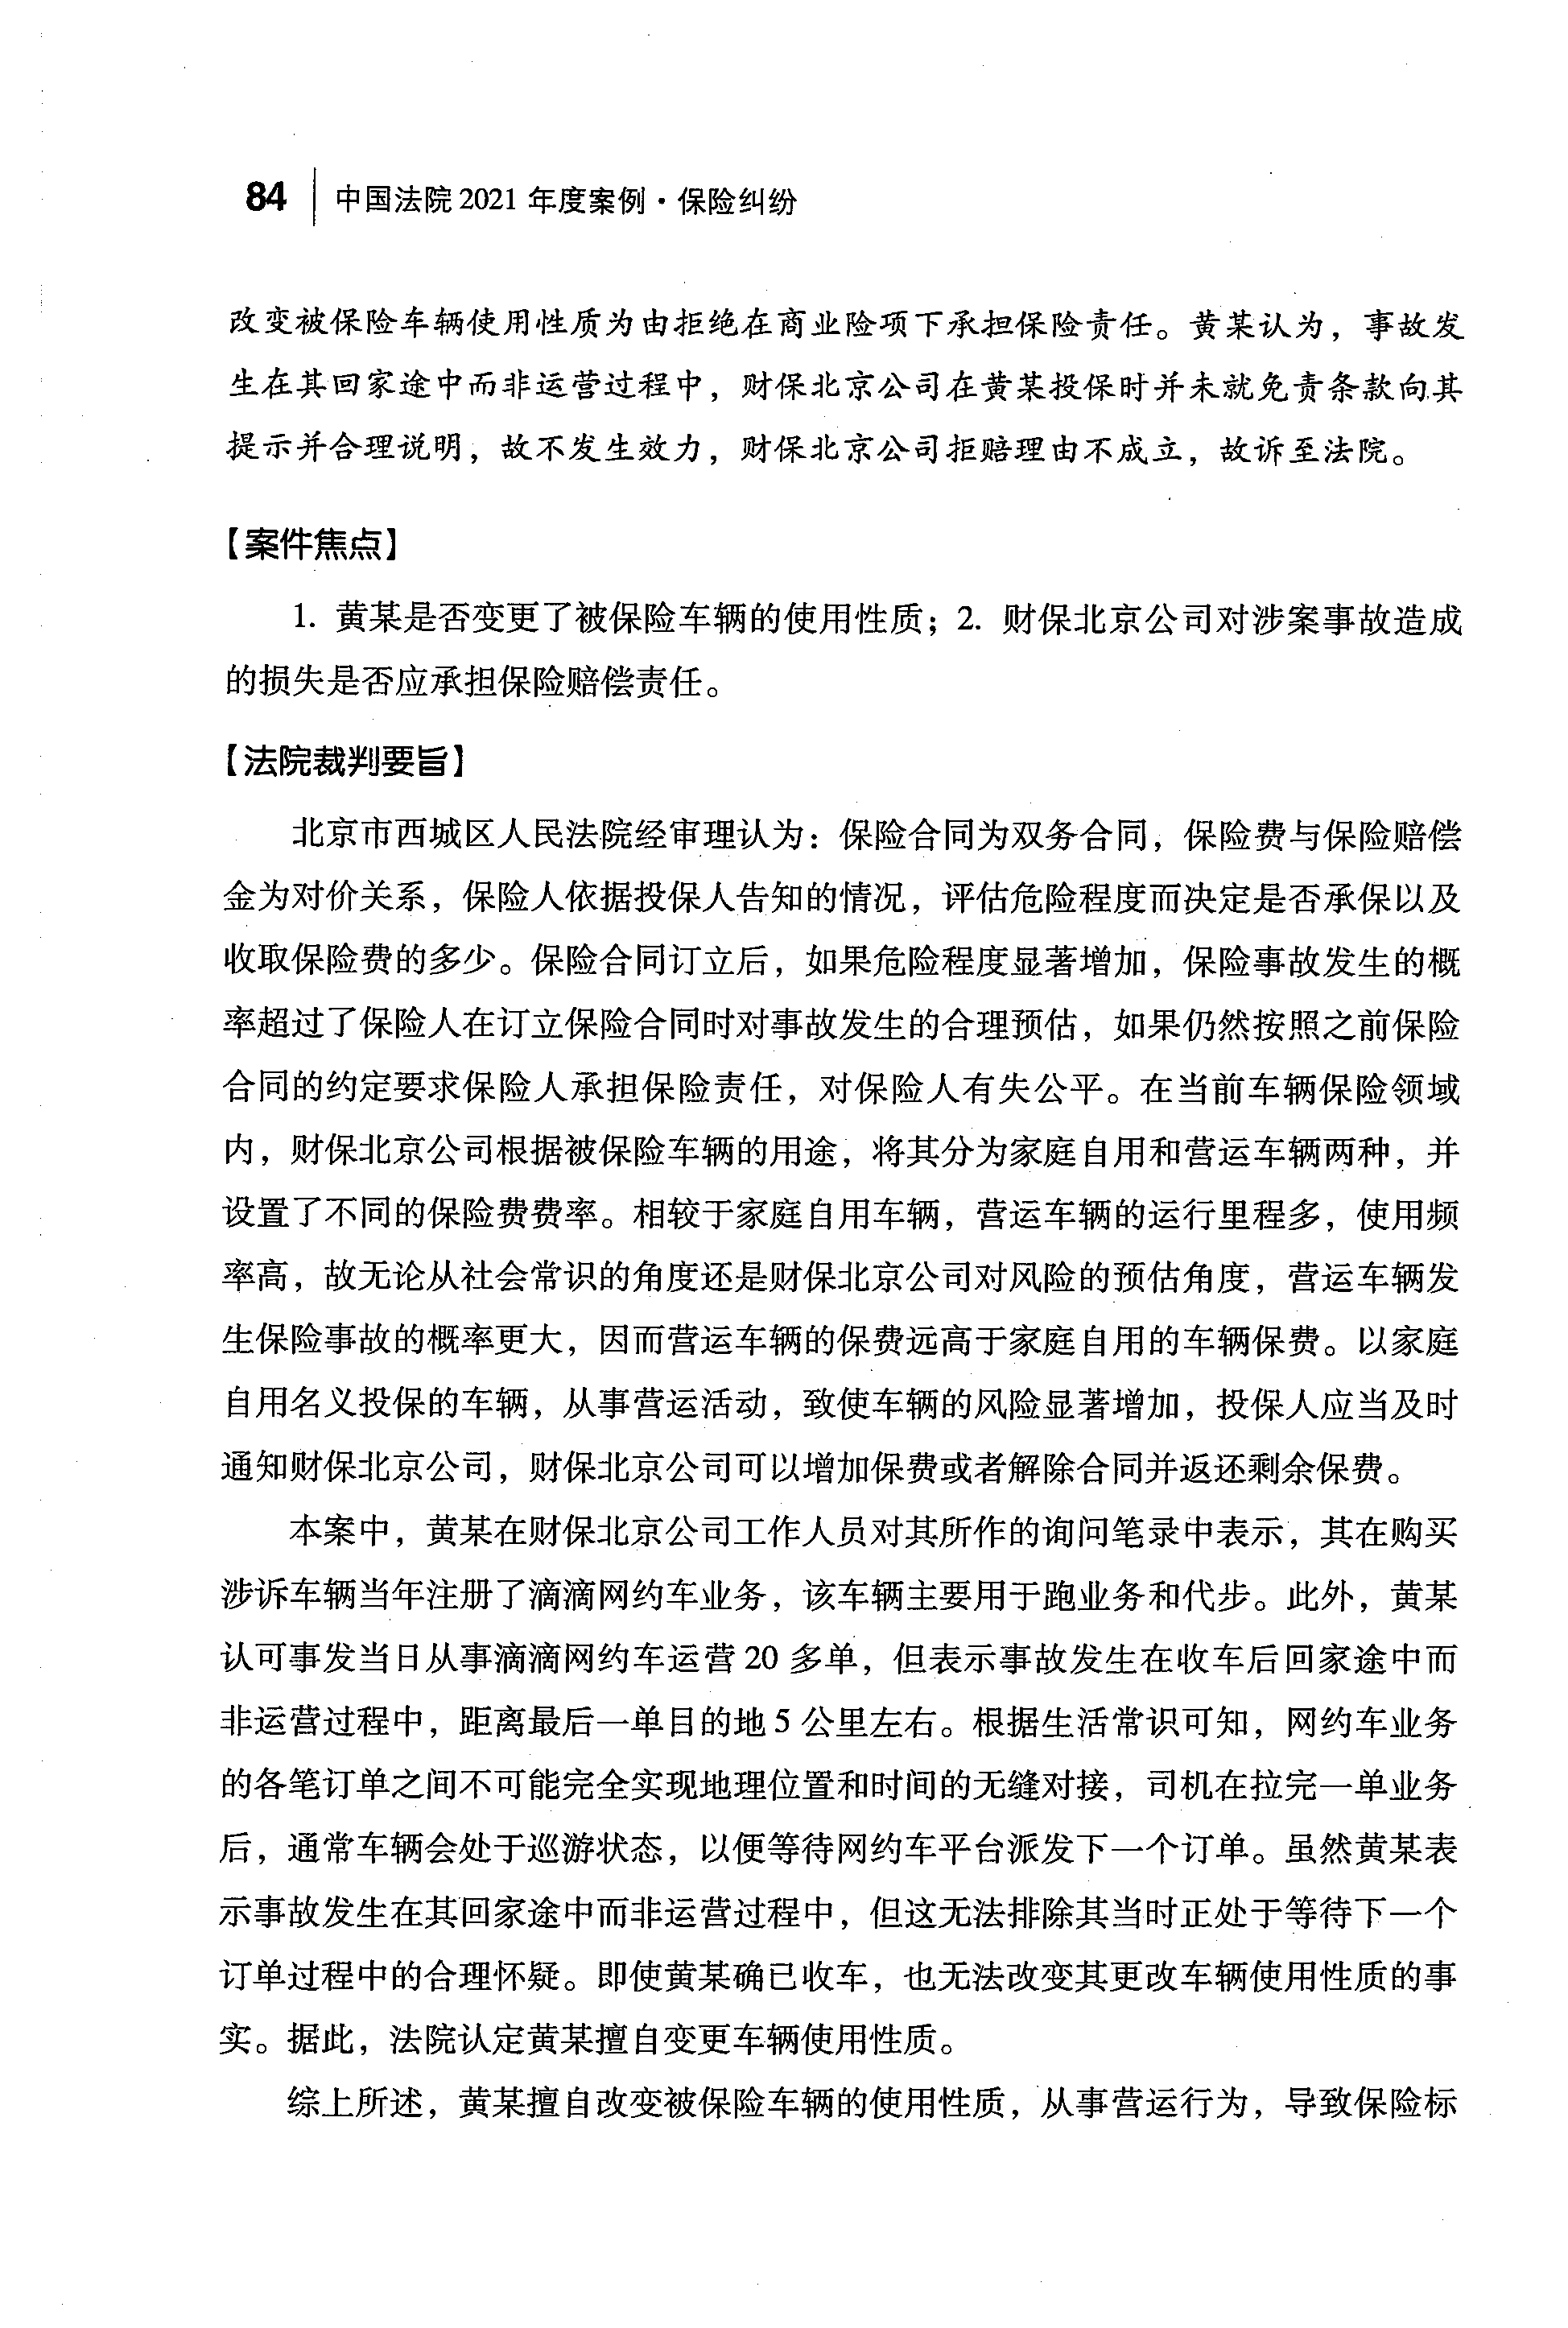 84 中国法院2021年度案例·保险纠纷
改变被保险车辆使用性质为由拒绝在商业险项下承担保险责任。黄某认为，事故发
生在其回家途中而非运营过程中，财保北京公司在黄某投保时并未就免责条款向其
提示并合理说明，故不发生效力，财保北京公司拒赔理由不成立，故诉至法院。
【案件焦点】
1. 黄某是否变更了被保险车辆的使用性质；2. 财保北京公司对涉案事故造成
的损失是否应承担保险赔偿责任。
【法院裁判要旨】
北京市西城区人民法院经审理认为：保险合同为双务合同，保险费与保险赔偿
金为对价关系，保险人依据投保人告知的情况，评估危险程度而决定是否承保以及
收取保险费的多少。保险合同订立后，如果危险程度显著增加，保险事故发生的概
率超过了保险人在订立保险合同时对事故发生的合理预估，如果仍然按照之前保险
合同的约定要求保险人承担保险责任，对保险人有失公平。在当前车辆保险领域
内，财保北京公司根据被保险车辆的用途，将其分为家庭自用和营运车辆两种，并
设置了不同的保险费费率。相较于家庭自用车辆，营运车辆的运行里程多，使用频
率高，故无论从社会常识的角度还是财保北京公司对风险的预估角度，营运车辆发
生保险事故的概率更大，因而营运车辆的保费远高于家庭自用的车辆保费。以家庭
自用名义投保的车辆，从事营运活动，致使车辆的风险显著增加，投保人应当及时
通知财保北京公司，财保北京公司可以增加保费或者解除合同并返还剩余保费。
本案中，黄某在财保北京公司工作人员对其所作的询问笔录中表示，其在购买
涉诉车辆当年注册了滴滴网约车业务，该车辆主要用于跑业务和代步。此外，黄某
认可事发当日从事滴滴网约车运营20多单，但表示事故发生在收车后回家途中而
非运营过程中，距离最后一单目的地5公里左右。根据生活常识可知，网约车业务
的各笔订单之间不可能完全实现地理位置和时间的无缝对接，司机在拉完一单业务
后，通常车辆会处于巡游状态，以便等待网约车平台派发下一个订单。虽然黄某表
示事故发生在其回家途中而非运营过程中，但这无法排除其当时正处于等待下一个
订单过程中的合理怀疑。即使黄某确已收车，也无法改变其更改车辆使用性质的事
实。据此，法院认定黄某擅自变更车辆使用性质。
综上所述，黄某擅自改变被保险车辆的使用性质，从事营运行为，导致保险标